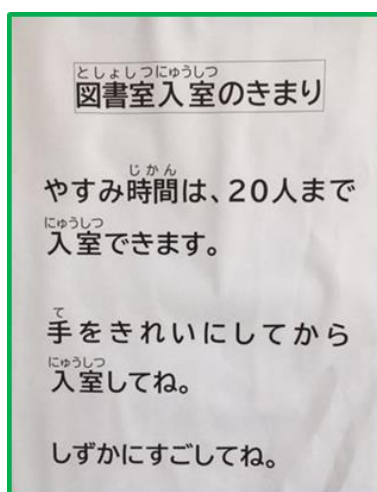 としょしつにゅうしつ
図書室入室のきまり
じかん
やすみ時間は、20人まで
にゅうしつ
入室できます。
て
手をきれいにしてから
にゅうしつ
入室してね。
しずかにすごしてね。